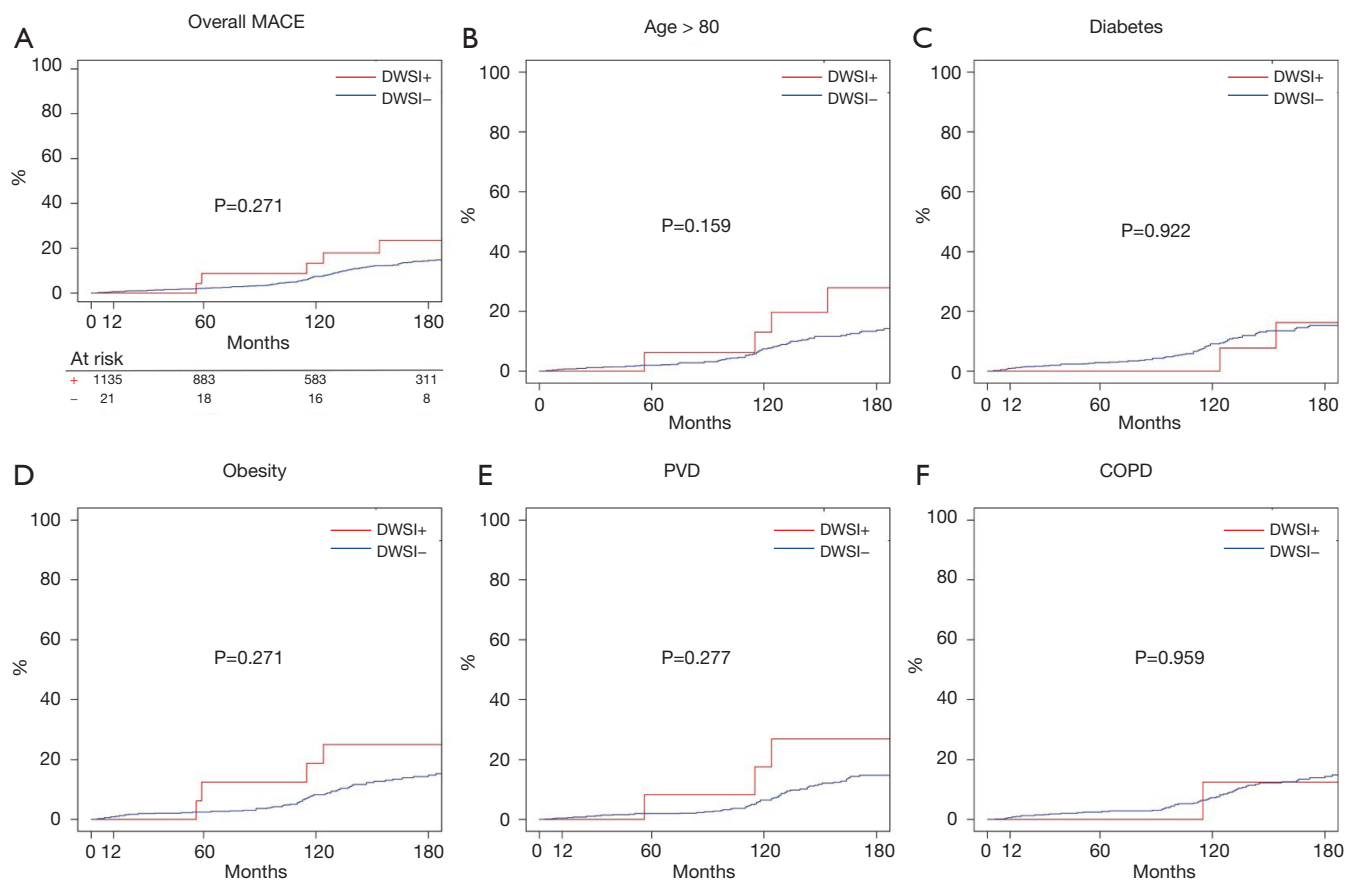 A
Overall MACE
100
80
60
40
20
0
%
DWSI+
DWSI–
P=0.271
0 12 60 120 180
Months
At risk
+ 1135 883 583 311
– 21 18 16 8
B
Age > 80
100
80
60
40
20
0
%
DWSI+
DWSI–
P=0.159
0 60 120 180
Months
C
Diabetes
100
80
60
40
20
0
%
DWSI+
DWSI–
P=0.922
0 12 60 120 180
Months
D
Obesity
100
80
60
40
20
0
%
DWSI+
DWSI–
P=0.271
0 12 60 120 180
Months
E
PVD
100
80
60
40
20
0
%
DWSI+
DWSI–
P=0.277
0 12 60 120 180
Months
F
COPD
100
80
60
40
20
0
%
DWSI+
DWSI–
P=0.959
0 12 60 120 180
Months